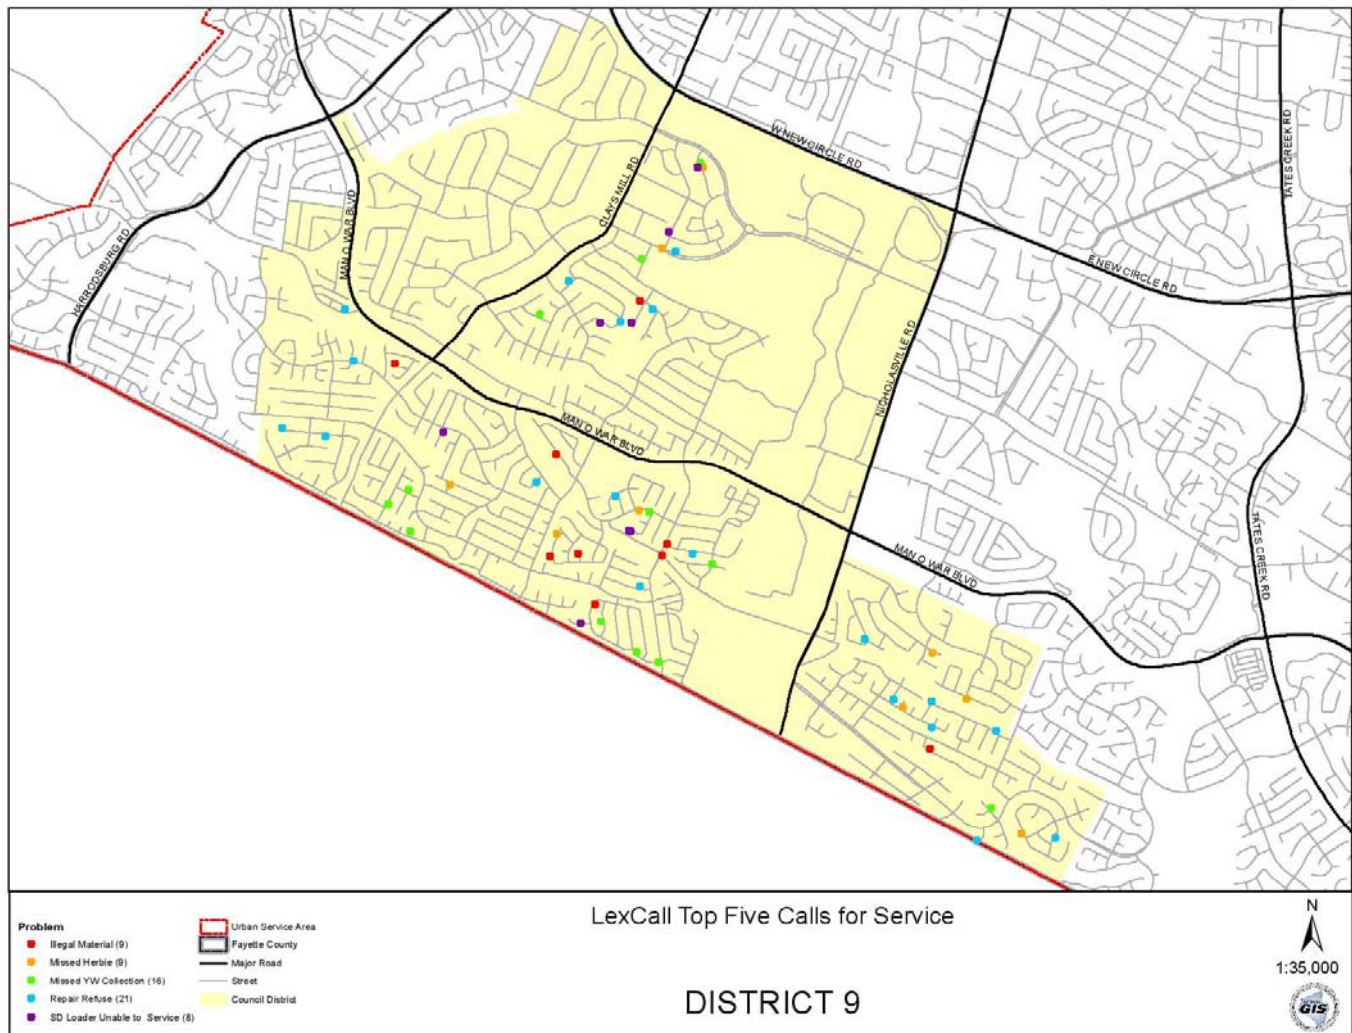 W NEW CIRCLE RD
TATES CREEK RD
CLAYS MILL RD
MAN O WAR BLVD
HARRODSBURG RD
E NEW CIRCLE RD
NICHOLASVILLE RD
MAN O WAR BLVD
MAN O WAR BLVD
TATES CREEK RD
LexCall Top Five Calls for Service
DISTRICT 9
Problem
Illegal Material (9)
Missed Herbie (9)
Missed YW Collection (16)
Repair Refuse (21)
SD Loader Unable to Service (8)
Urban Service Area
Fayette County
Major Road
Street
Council District
N
1:35,000
GIS